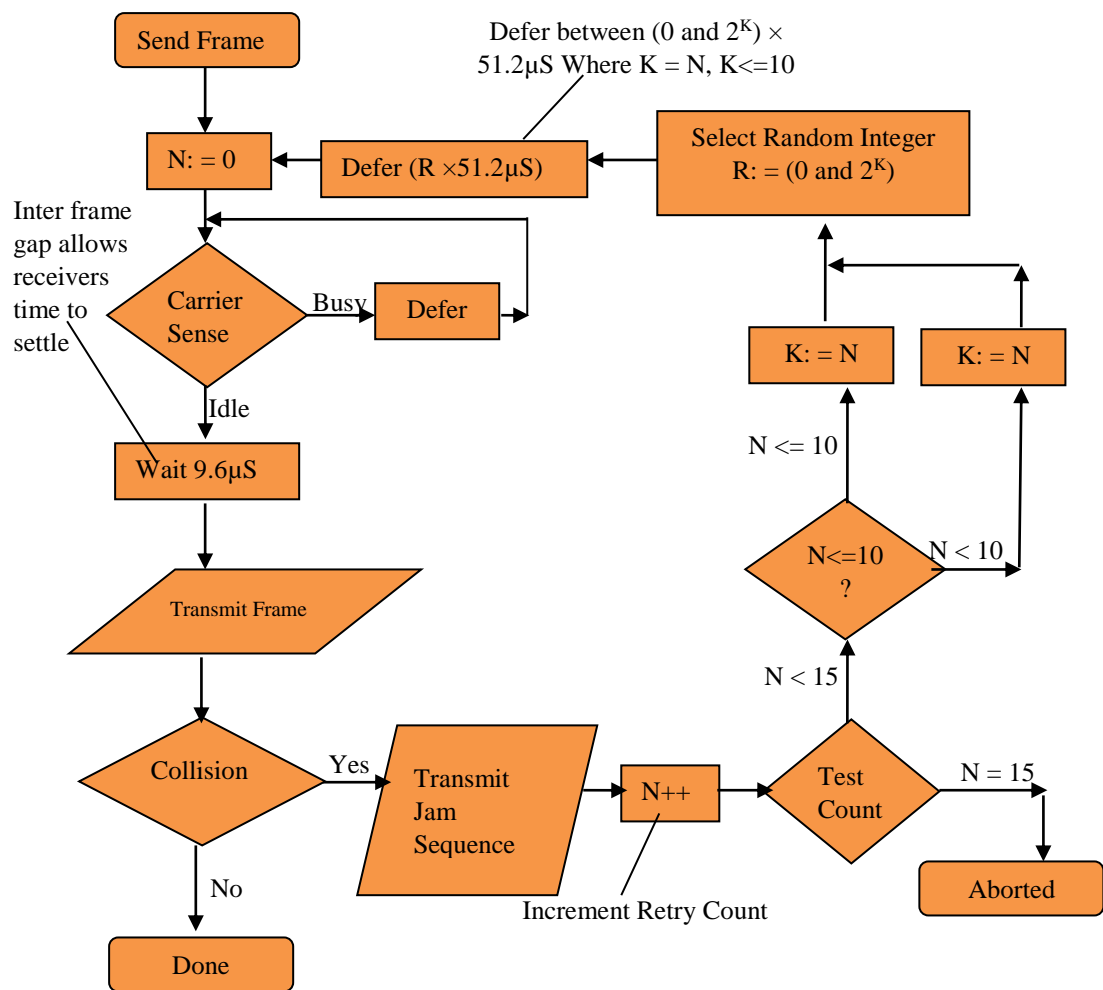 Send Frame
Defer between (0 and 2^K) ×
51.2µS Where K = N, K<=10
N: = 0
Defer (R ×51.2µS)
Select Random Integer
R: = (0 and 2^K)
Inter frame
gap allows
receivers
time to
settle
Carrier
Sense
Busy
Defer
K: = N
K: = N
Idle
Wait 9.6µS
N <= 10
N<=10
?
N < 10
Transmit Frame
N < 15
Collision
Yes
Transmit
Jam
Sequence
N++
Test
Count
N = 15
No
Increment Retry Count
Aborted
Done